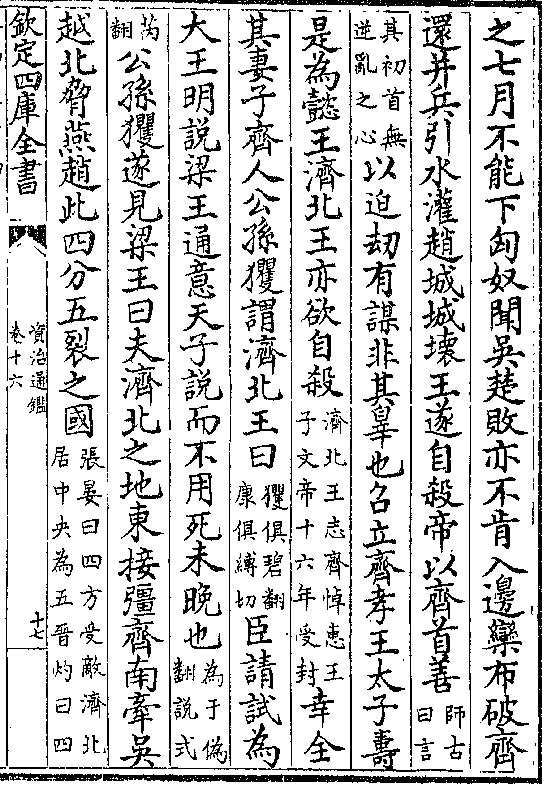 之七月不能下匈奴聞吳楚敗亦不肯入邊欒布破齊
還并兵引水灌趙城城壞王遂自殺帝以齊首善師古曰言
其初首無逆亂之心以迫刼有謀非其辠也召立齊孝王太子夀
是為懿王濟北王亦欲自殺濟北王志齊悼惠王子文帝十六年受封幸全
其妻子齊人公孫玃謂濟北王曰玃俱碧翻康俱縛切臣請試為
大王明説梁王通意天子説而不用死未晚也為于偽翻説式
芮翻公孫玃遂見梁王曰夫濟北之地東接彊齊南牽吳
越北脅燕趙此四分五裂之國張晏曰四方受敵濟北居中央為五晉灼曰四
欽定四庫全書
資治通鑑
卷十六
十七